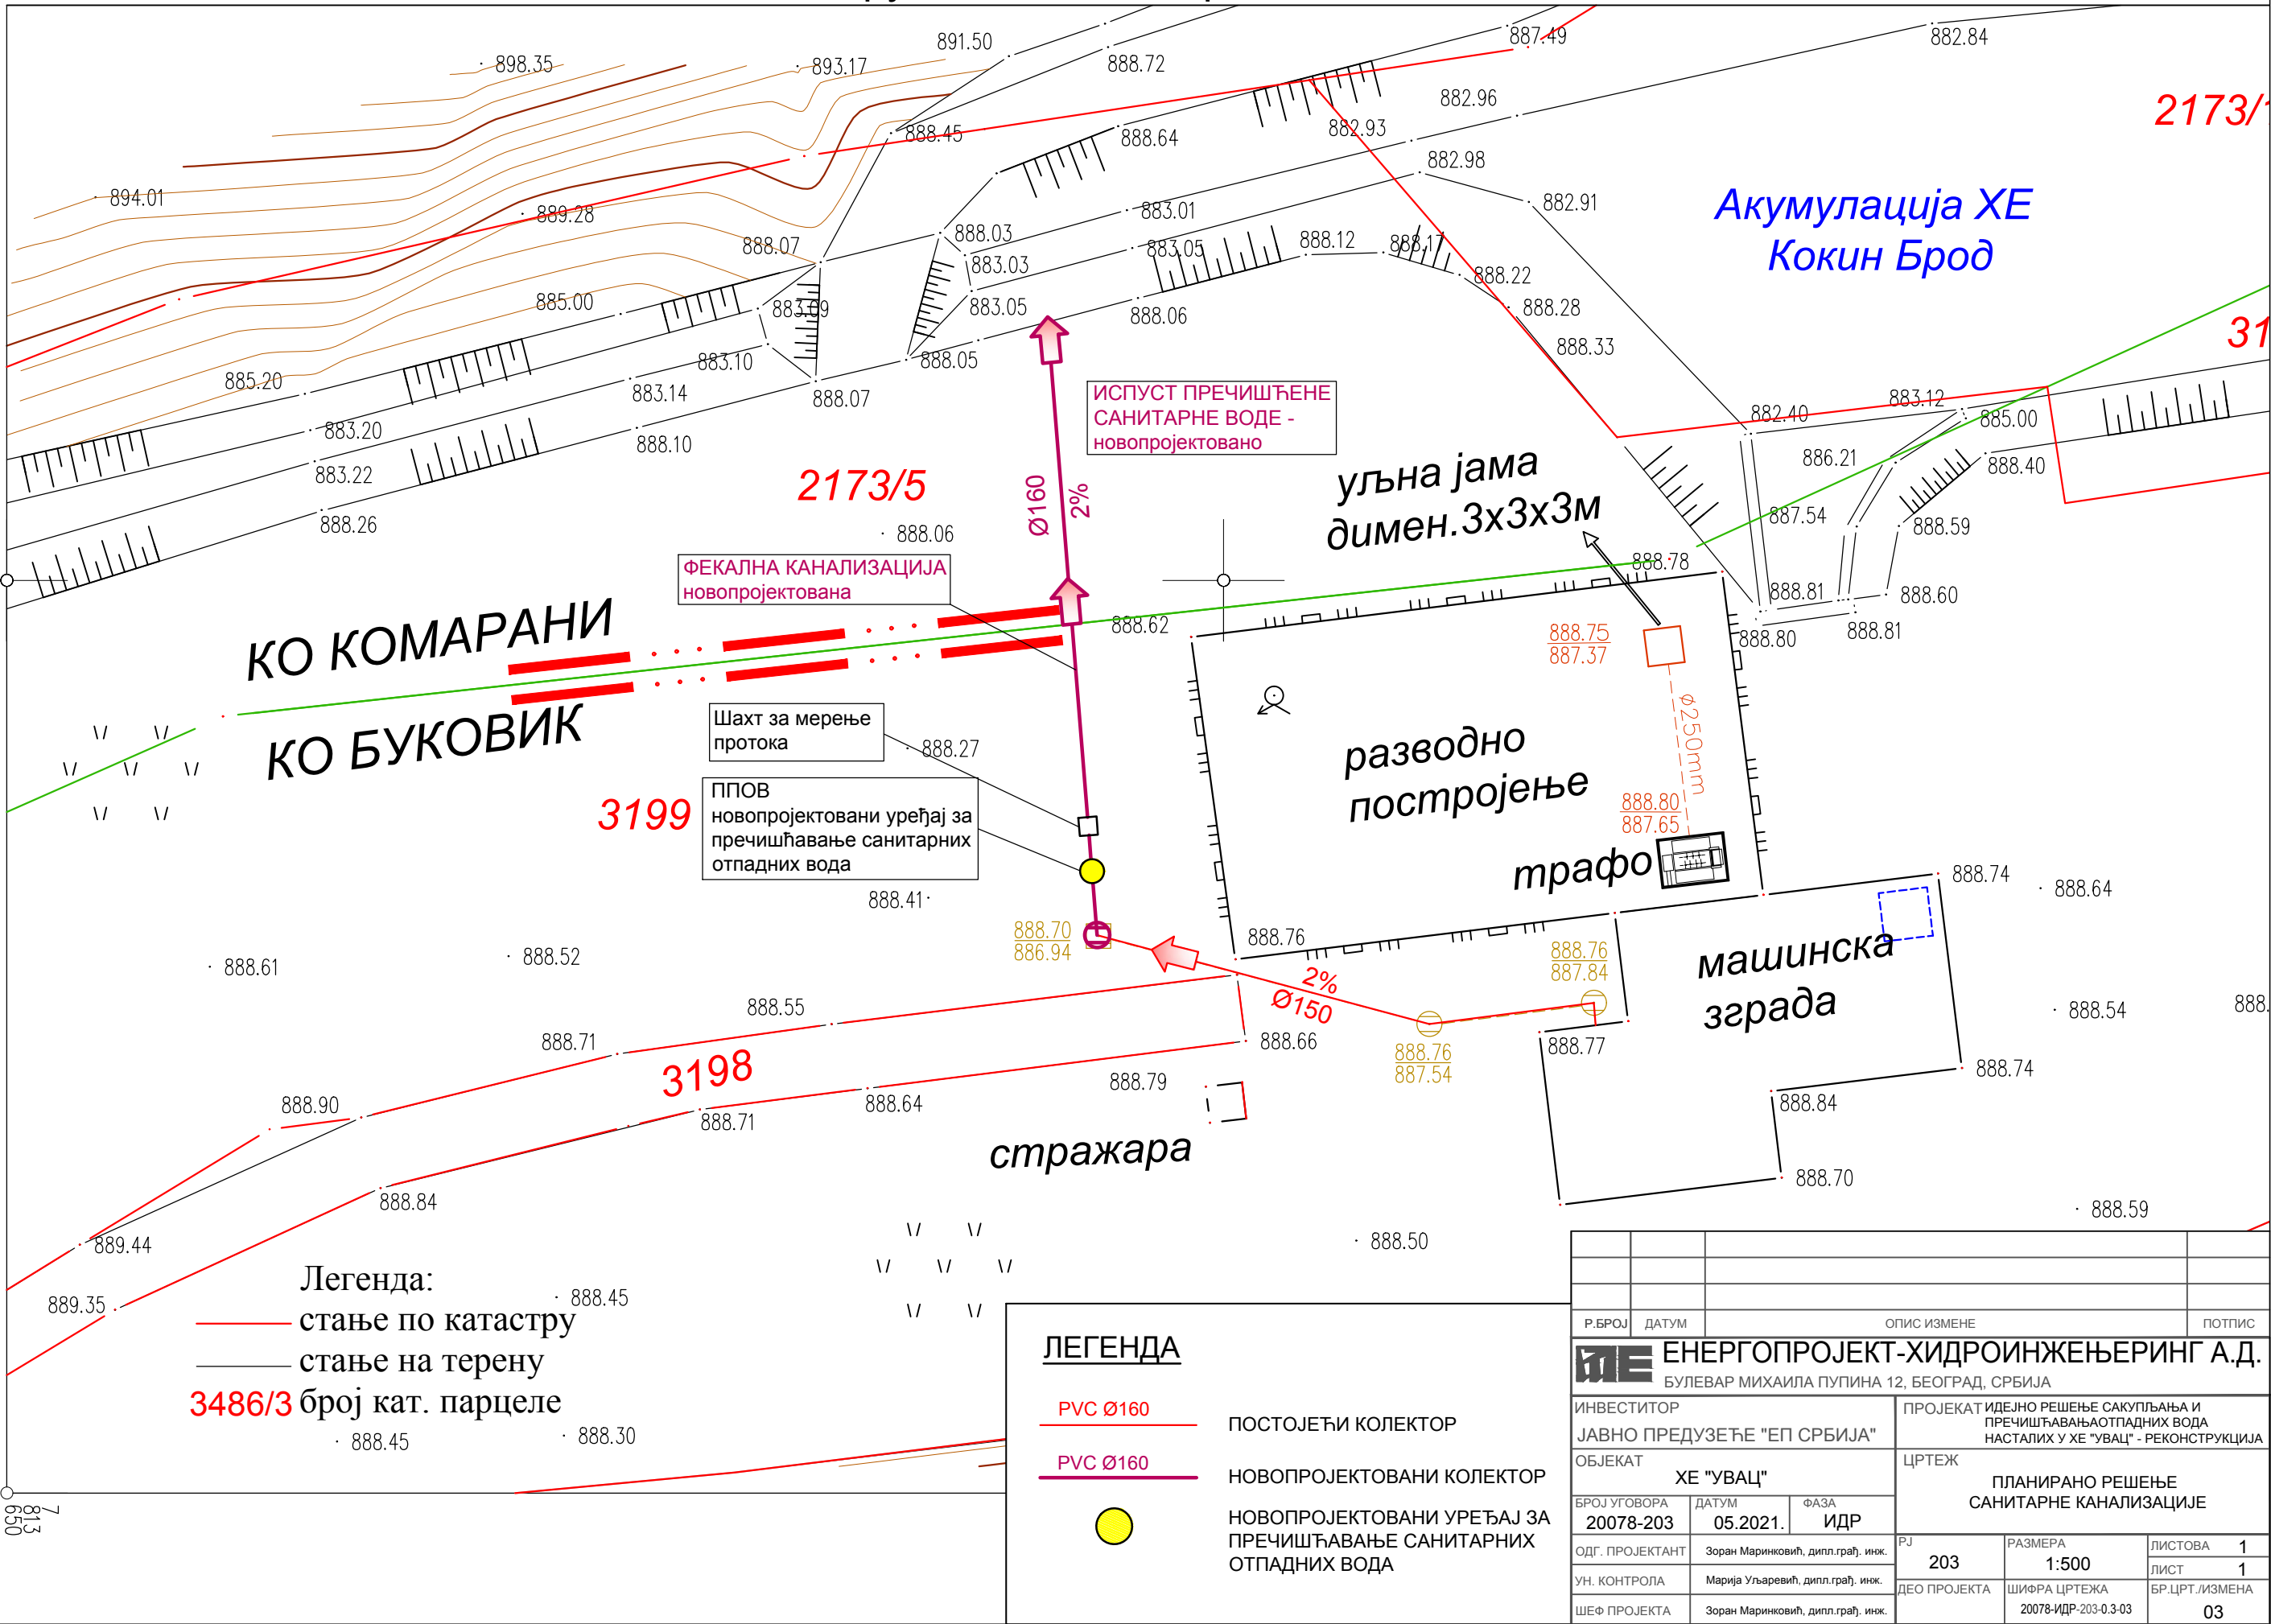 891.50
887.49
882.84
898.35
893.17
888.72
882.96
2173/
888.45
888.64
882.93
882.98
894.01
889.28
883.01
882.91
Акумулација ХЕ
Кокин Брод
888.07
888.03
883.05
888.12
888.17
883.03
888.22
885.00
883.09
883.05
888.06
888.28
31
883.10
888.05
888.33
885.20
883.14
888.07
ИСПУСТ ПРЕЧИШЋЕНЕ
САНИТАРНЕ ВОДЕ -
новопројектовано
883.12
882.40
885.00
883.20
888.10
883.22
2173/5
Ø160
2%
уљна јама
димен.3х3х3м
886.21
888.40
888.26
888.06
887.54
888.59
ФЕКАЛНА КАНАЛИЗАЦИЈА
новопројектована
888.78
888.81
888.60
КО КОМАРАНИ
888.62
888.75
887.37
888.80
888.81
КО БУКОВИК
Шахт за мерење
протока
888.27
ø250mm
разводно
постројење
3199
ППОВ
новопројектовани уређај за
пречишћавање санитарних
отпадних вода
888.80
887.65
трафо
888.41
888.74
888.64
888.70
886.94
888.76
888.76
887.84
888.61
888.52
машинска
зграда
2%
Ø150
888.55
888.54
888.
888.71
888.66
888.76
887.54
888.77
3198
888.79
888.74
888.90
888.64
888.71
888.84
стражара
888.70
888.84
888.59
889.44
888.50
Легенда:
889.35
888.45
стање по катастру
стање на терену
3486/3 број кат. парцеле
888.45
888.30
7
813
650
ЛЕГЕНДА
PVC Ø160
ПОСТОЈЕЋИ КОЛЕКТОР
PVC Ø160
НОВОПРОЈЕКТОВАНИ КОЛЕКТОР
НОВОПРОЈЕКТОВАНИ УРЕЂАЈ ЗА
ПРЕЧИШЋАВАЊЕ САНИТАРНИХ
ОТПАДНИХ ВОДА
Р.БРОЈ ДАТУМ ОПИС ИЗМЕНЕ ПОТПИС
ЕНЕРГОПРОЈЕКТ-ХИДРОИНЖЕЊЕРИНГ А.Д.
БУЛЕВАР МИХАИЛА ПУПИНА 12, БЕОГРАД, СРБИЈА
ИНВЕСТИТОР
ЈАВНО ПРЕДУЗЕЋЕ "ЕП СРБИЈА"
ПРОЈЕКАТ ИДЕЈНО РЕШЕЊЕ САКУПЉАЊА И
ПРЕЧИШЋАВАЊАОТПАДНИХ ВОДА
НАСТАЛИХ У ХЕ "УВАЦ" - РЕКОНСТРУКЦИЈА
ОБЈЕКАТ
ХЕ "УВАЦ"
ЦРТЕЖ
ПЛАНИРАНО РЕШЕЊЕ
САНИТАРНЕ КАНАЛИЗАЦИЈЕ
БРОЈ УГОВОРА ДАТУМ ФАЗА
20078-203 05.2021. ИДР
ОДГ. ПРОЈЕКТАНТ Зоран Маринковић, дипл.грађ. инж.
РЈ РАЗМЕРА ЛИСТОВА 1
203 1:500 ЛИСТ 1
УН. КОНТРОЛА Марија Уљаревић, дипл.грађ. инж.
ДЕО ПРОЈЕКТА ШИФРА ЦРТЕЖА БР.ЦРТ./ИЗМЕНА
ШЕФ ПРОЈЕКТА Зоран Маринковић, дипл.грађ. инж.
20078-ИДР-203-0.3-03 03